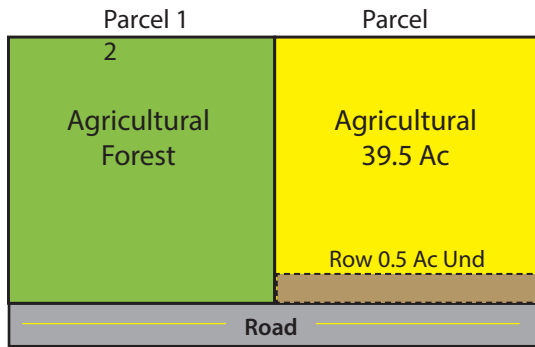 Parcel 1 Parcel
2
Agricultural
Forest
Agricultural
39.5 Ac
Row 0.5 Ac Und
Road